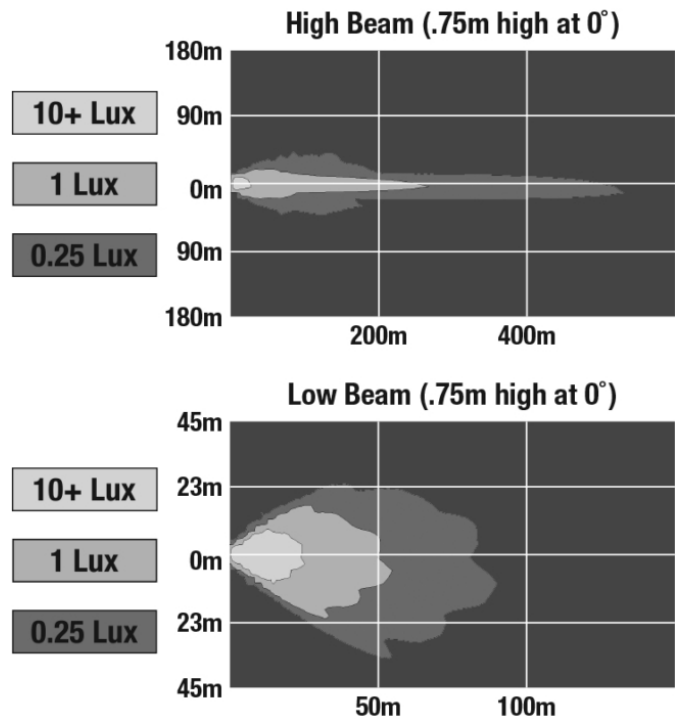 High Beam (.75m high at 0˚)
180m
10+ Lux
90m
1 Lux
0m
0.25 Lux
90m
180m
200m 400m
Low Beam (.75m high at 0˚)
45m
10+ Lux
23m
1 Lux
0m
0.25 Lux
23m
45m
50m 100m